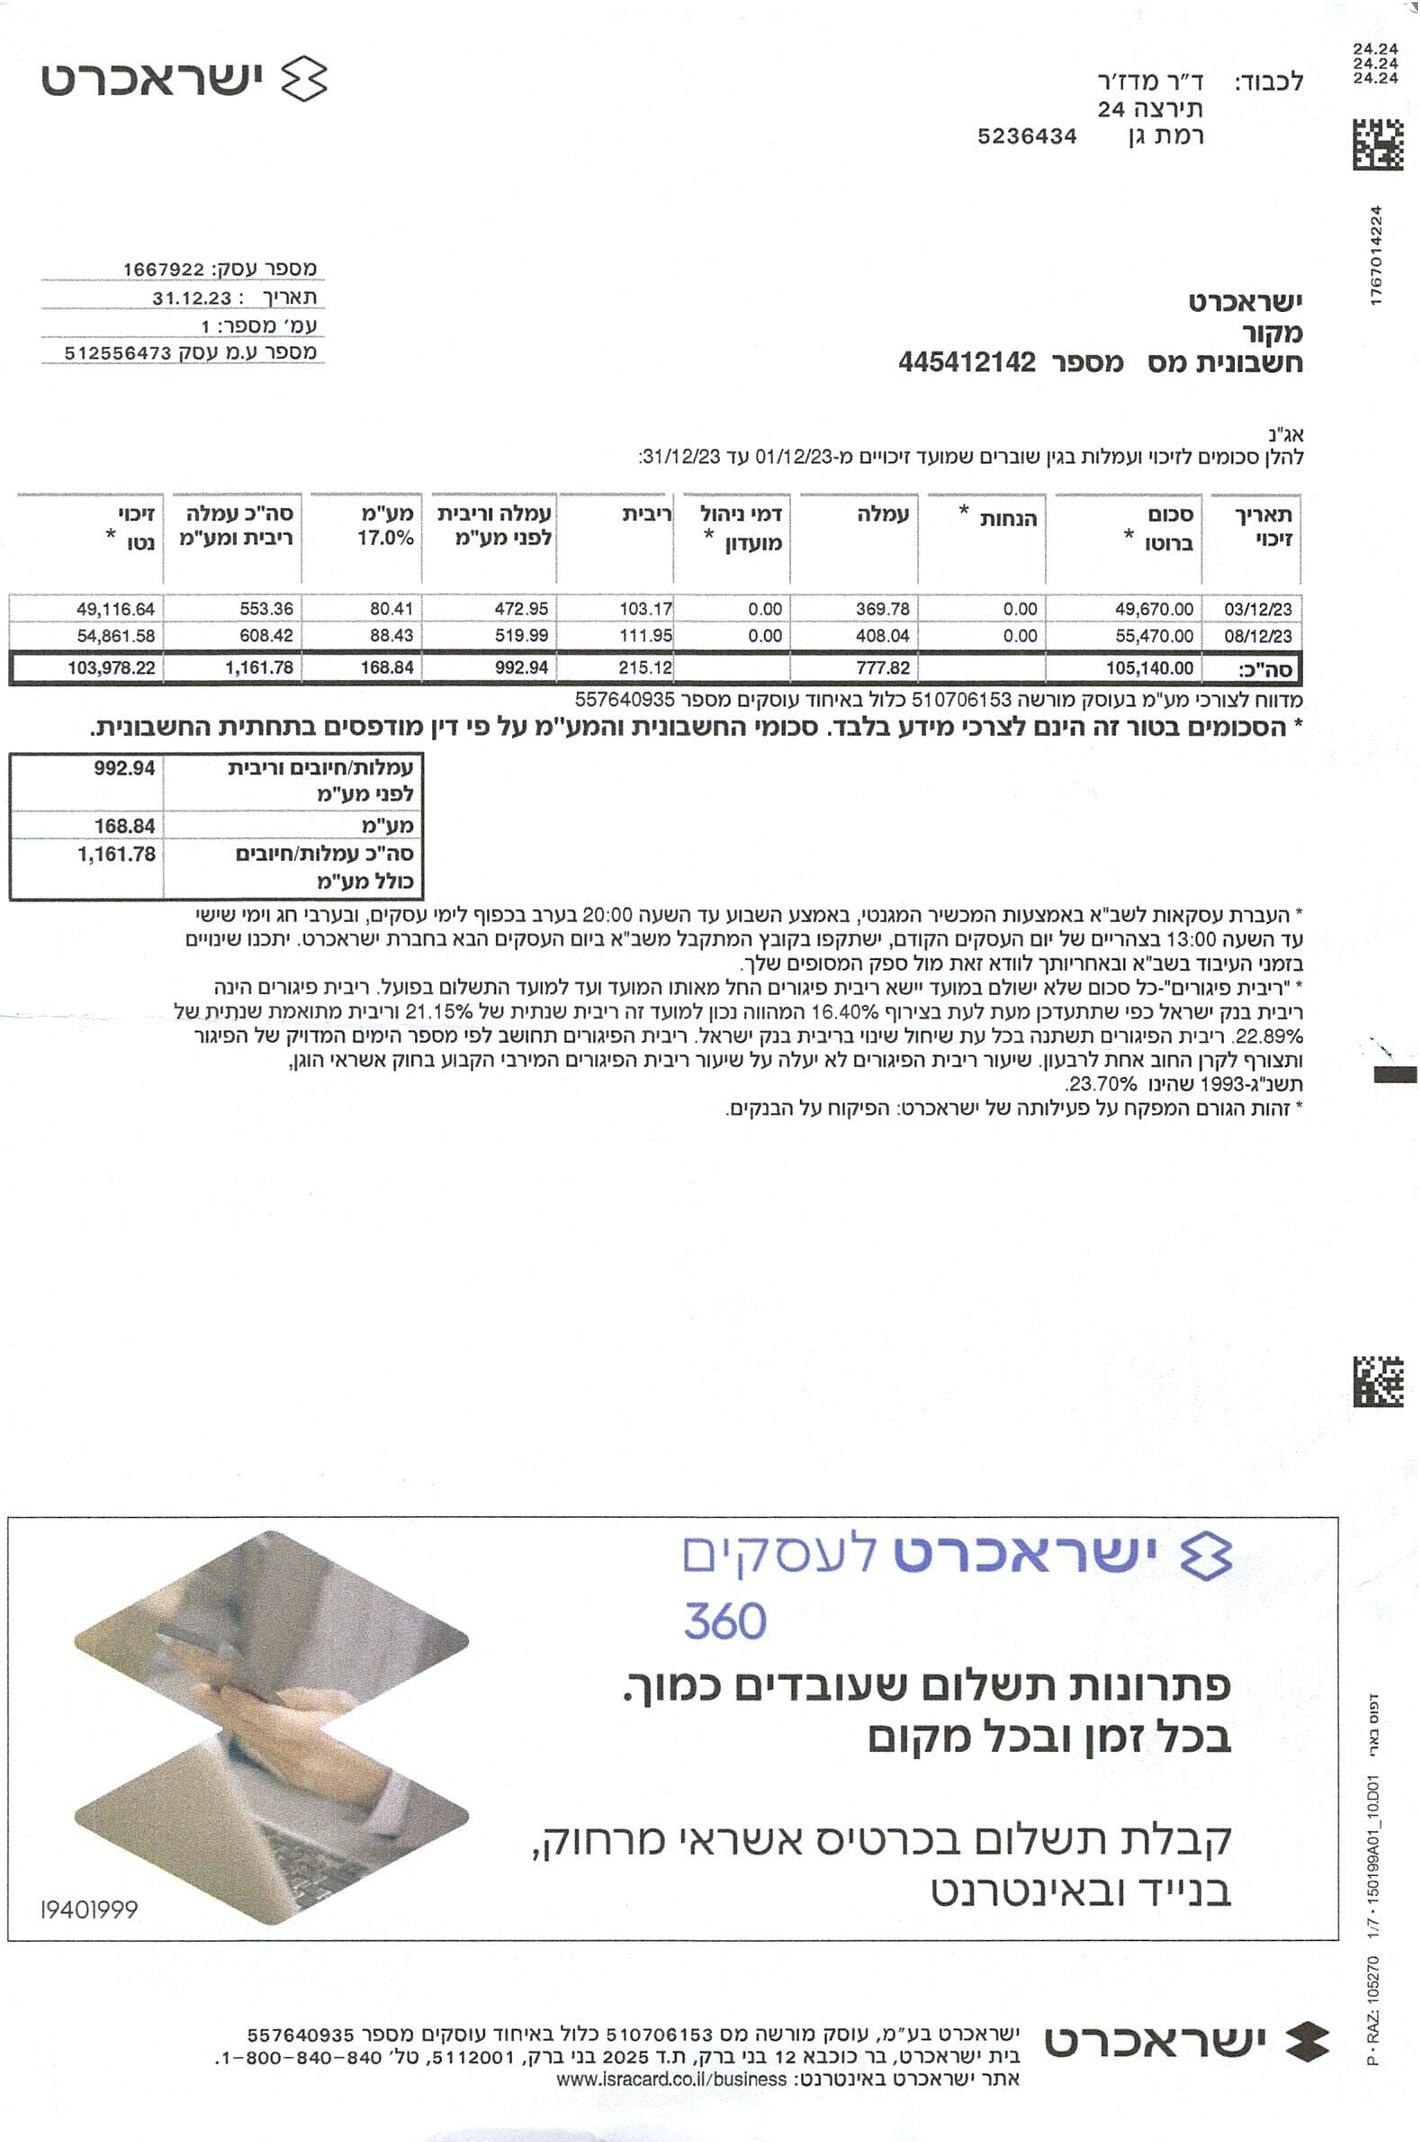 ישראכרט
24.24
24.24
24.24
לכבוד: ד"ר מדז'ר
תירצה 24
רמת גן 5236434
1767014224
מספר עסק: 1667922
תאריך : 31.12.23
עמ' מספר: 1
מספר ע.מ עסק 512556473
ישראכרט
מקור
חשבונית מס מספר 445412142
אג"נ
להלן סכומים לזיכוי ועמלות בגין שוברים שמועד זיכויים מ-01/12/23 עד 31/12/23:
תאריך סכום הנחות * עמלה דמי ניהול ריבית עמלה וריבית מע"מ סה"כ עמלה זיכוי
זיכוי ברוטו * מועדון * לפני מע"מ 17.0% ריבית ומע"מ נטו *
03/12/23 49,670.00 0.00 369.78 0.00 103.17 472.95 80.41 553.36 49,116.64
08/12/23 55,470.00 0.00 408.04 0.00 111.95 519.99 88.43 608.42 54,861.58
סה"כ: 105,140.00 777.82 215.12 992.94 168.84 1,161.78 103,978.22
מדווח לצורכי מע"מ בעוסק מורשה 510706153 כלול באיחוד עוסקים מספר 557640935
* הסכומים בטור זה הינם לצרכי מידע בלבד. סכומי החשבונית והמע"מ על פי דין מודפסים בתחתית החשבונית.
עמלות/חיובים וריבית 992.94
לפני מע"מ
מע"מ 168.84
סה"כ עמלות/חיובים 1,161.78
כולל מע"מ
* העברת עסקאות לשב"א באמצעות המכשיר המגנטי, באמצע השבוע עד השעה 20:00 בערב בכפוף לימי עסקים, ובערבי חג וימי שישי
עד השעה 13:00 בצהריים של יום העסקים הקודם, ישתקפו בקובץ המתקבל משב"א ביום העסקים הבא בחברת ישראכרט. יתכנו שינויים
בזמני העיבוד בשב"א ובאחריותך לוודא זאת מול ספק המסופים שלך.
* "ריבית פיגורים"-כל סכום שלא ישולם במועד יישא ריבית פיגורים החל מאותו המועד ועד למועד התשלום בפועל. ריבית פיגורים הינה
ריבית בנק ישראל כפי שתתעדכן מעת לעת בצירוף 16.40% המהווה נכון למועד זה ריבית שנתית של 21.15% וריבית מתואמת שנתית של
22.89%. ריבית הפיגורים תשתנה בכל עת שיחול שינוי בריבית בנק ישראל. ריבית הפיגורים תחושב לפי מספר הימים המדויק של הפיגור
ותצורף לקרן החוב אחת לרבעון. שיעור ריבית הפיגורים לא יעלה על שיעור ריבית הפיגורים המירבי הקבוע בחוק אשראי הוגן,
תשנ"ג-1993 שהינו 23.70%.
* זהות הגורם המפקח על פעילותה של ישראכרט: הפיקוח על הבנקים.
ישראכרט לעסקים
360
פתרונות תשלום שעובדים כמוך.
בכל זמן ובכל מקום
קבלת תשלום בכרטיס אשראי מרחוק,
בנייד ובאינטרנט
I9401999
P • RAZ: 105270 1/7 • 150199A01_10.D01 דפוס בארי
ישראכרט
ישראכרט בע"מ, עוסק מורשה מס 510706153 כלול באיחוד עוסקים מספר 557640935
בית ישראכרט, בר כוכבא 12 בני ברק, ת.ד 2025 בני ברק, 5112001, טל' 1-800-840-840.
אתר ישראכרט באינטרנט: www.isracard.co.il/business